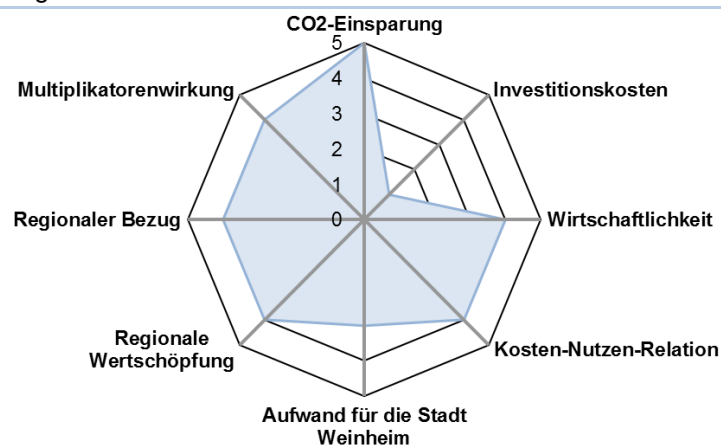 CO2-Einsparung
5
Multiplikatorenwirkung
4
Investitionskosten
3
2
1
Regionaler Bezug
0
Wirtschaftlichkeit
Regionale
Wertschöpfung
Kosten-Nutzen-Relation
Aufwand für die Stadt
Weinheim